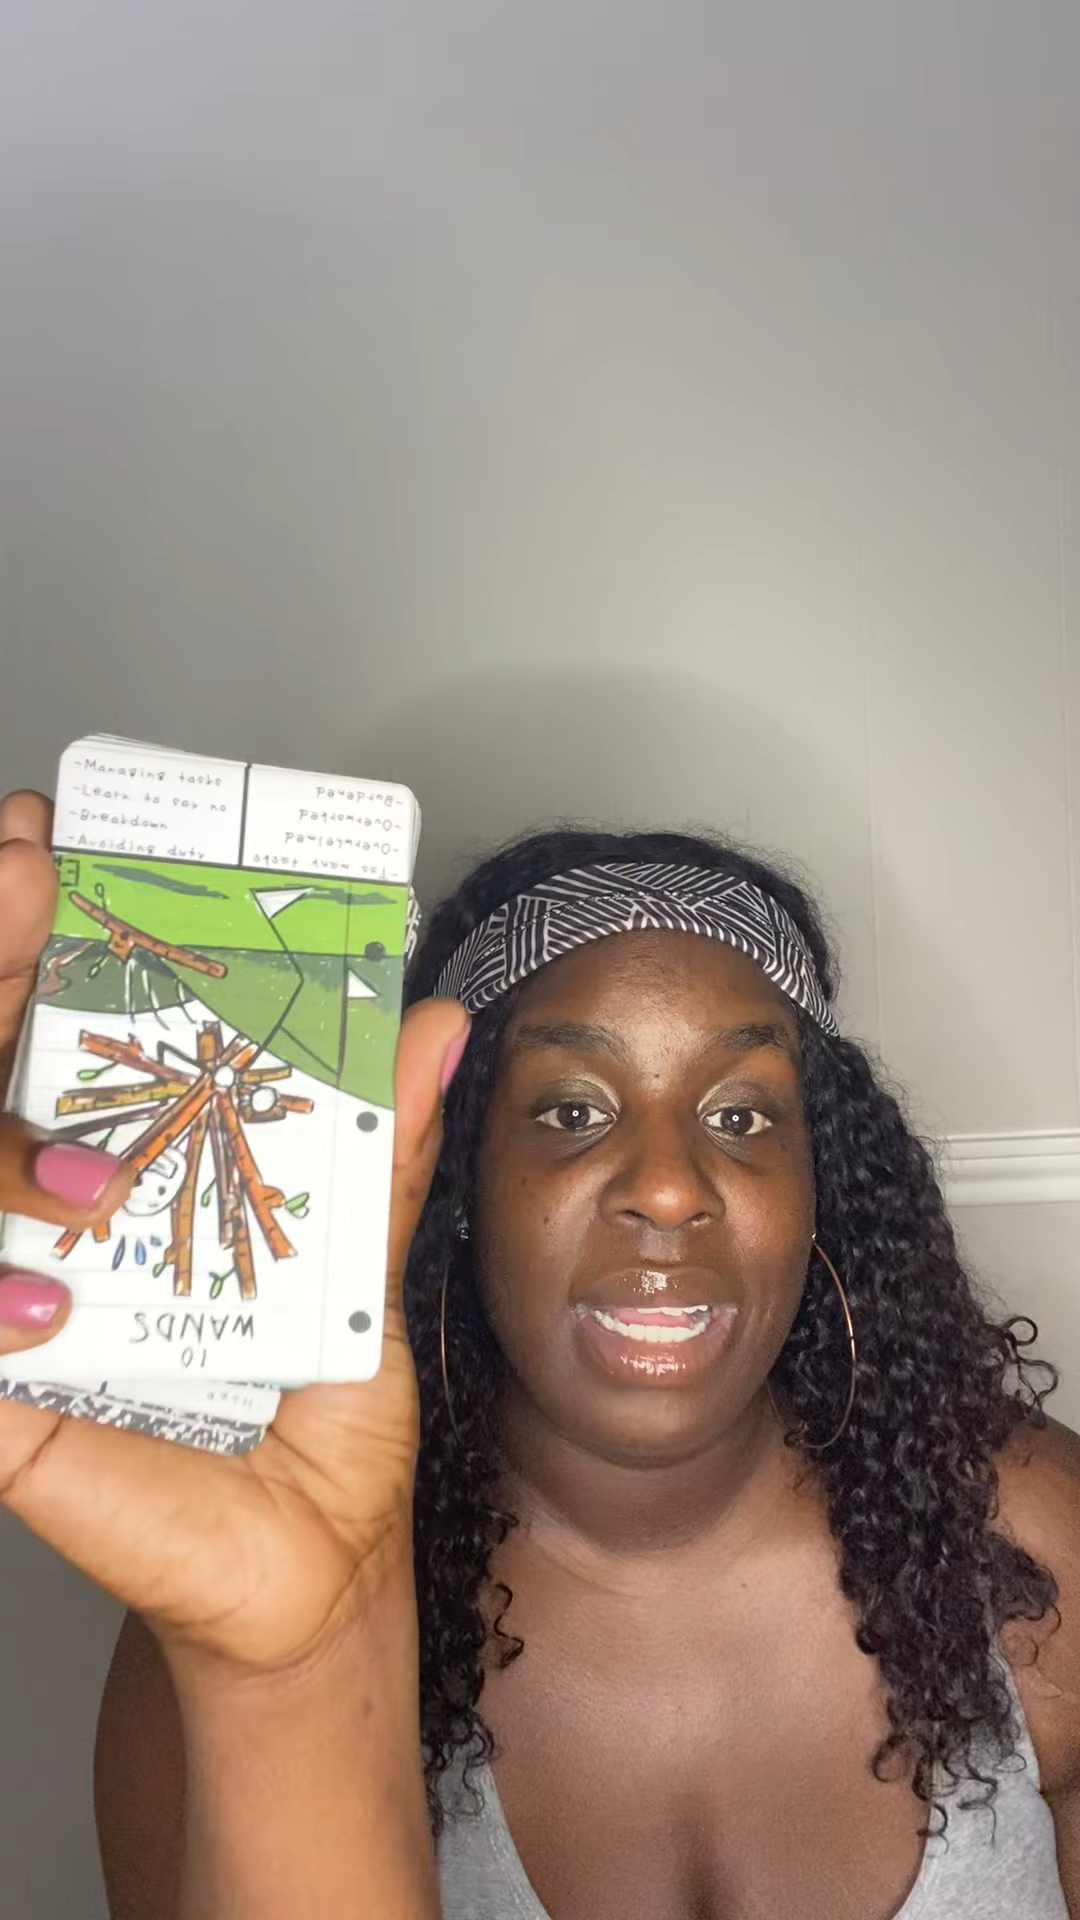 -Managing tasks
-Learn to say no
-Breakdown
-Avoiding duty
-Burdened
-Overworked
-Overwhelmed
-Too many tasks
10
WANDS